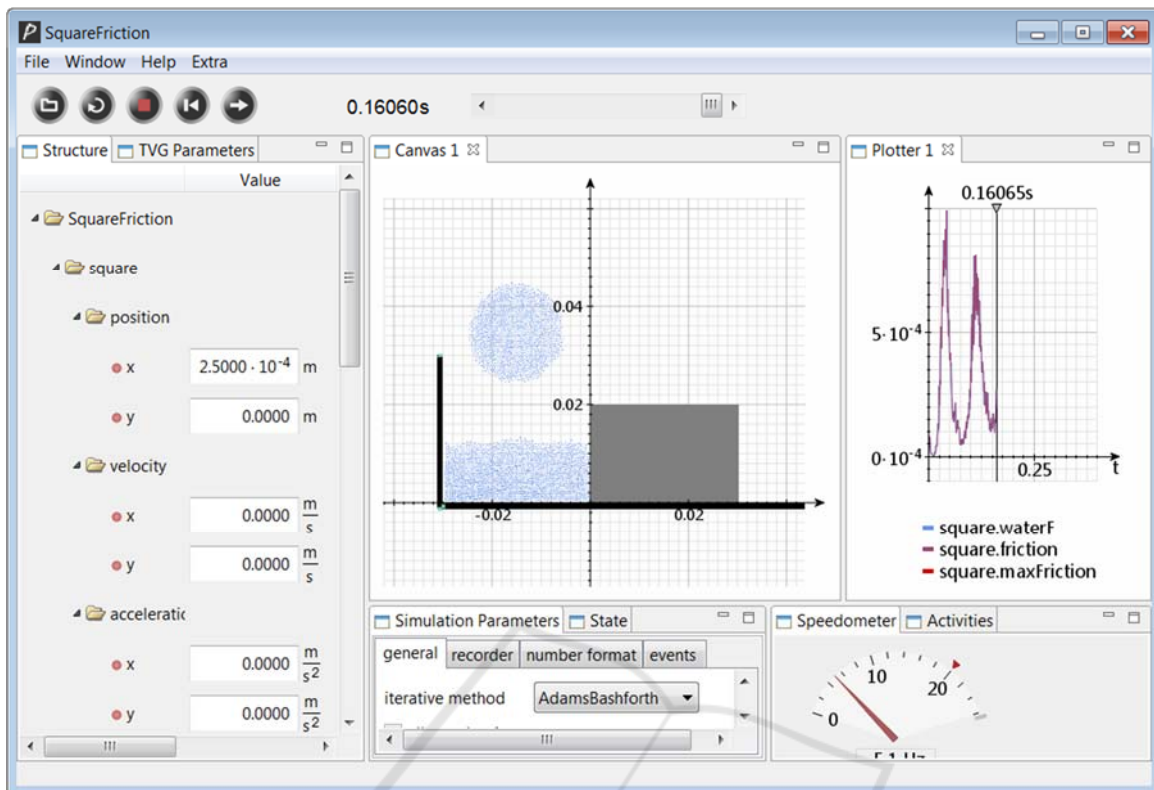 SquareFriction
File Window Help Extra
0.16060s
Structure TVG Parameters
Value
SquareFriction
square
position
x 2.5000 · 10⁻⁴ m
y 0.0000 m
velocity
x 0.0000 m/s
y 0.0000 m/s
acceleratic
x 0.0000 m/s²
y 0.0000 m/s²
Canvas 1
0.04
0.02
-0.02 0.02
Plotter 1
0.16065s
5·10⁻⁴
0·10⁻⁴
0.25 t
square.waterF
square.friction
square.maxFriction
Simulation Parameters State
general recorder number format events
iterative method AdamsBashforth
Speedometer Activities
0 10 20
5.1 Hz